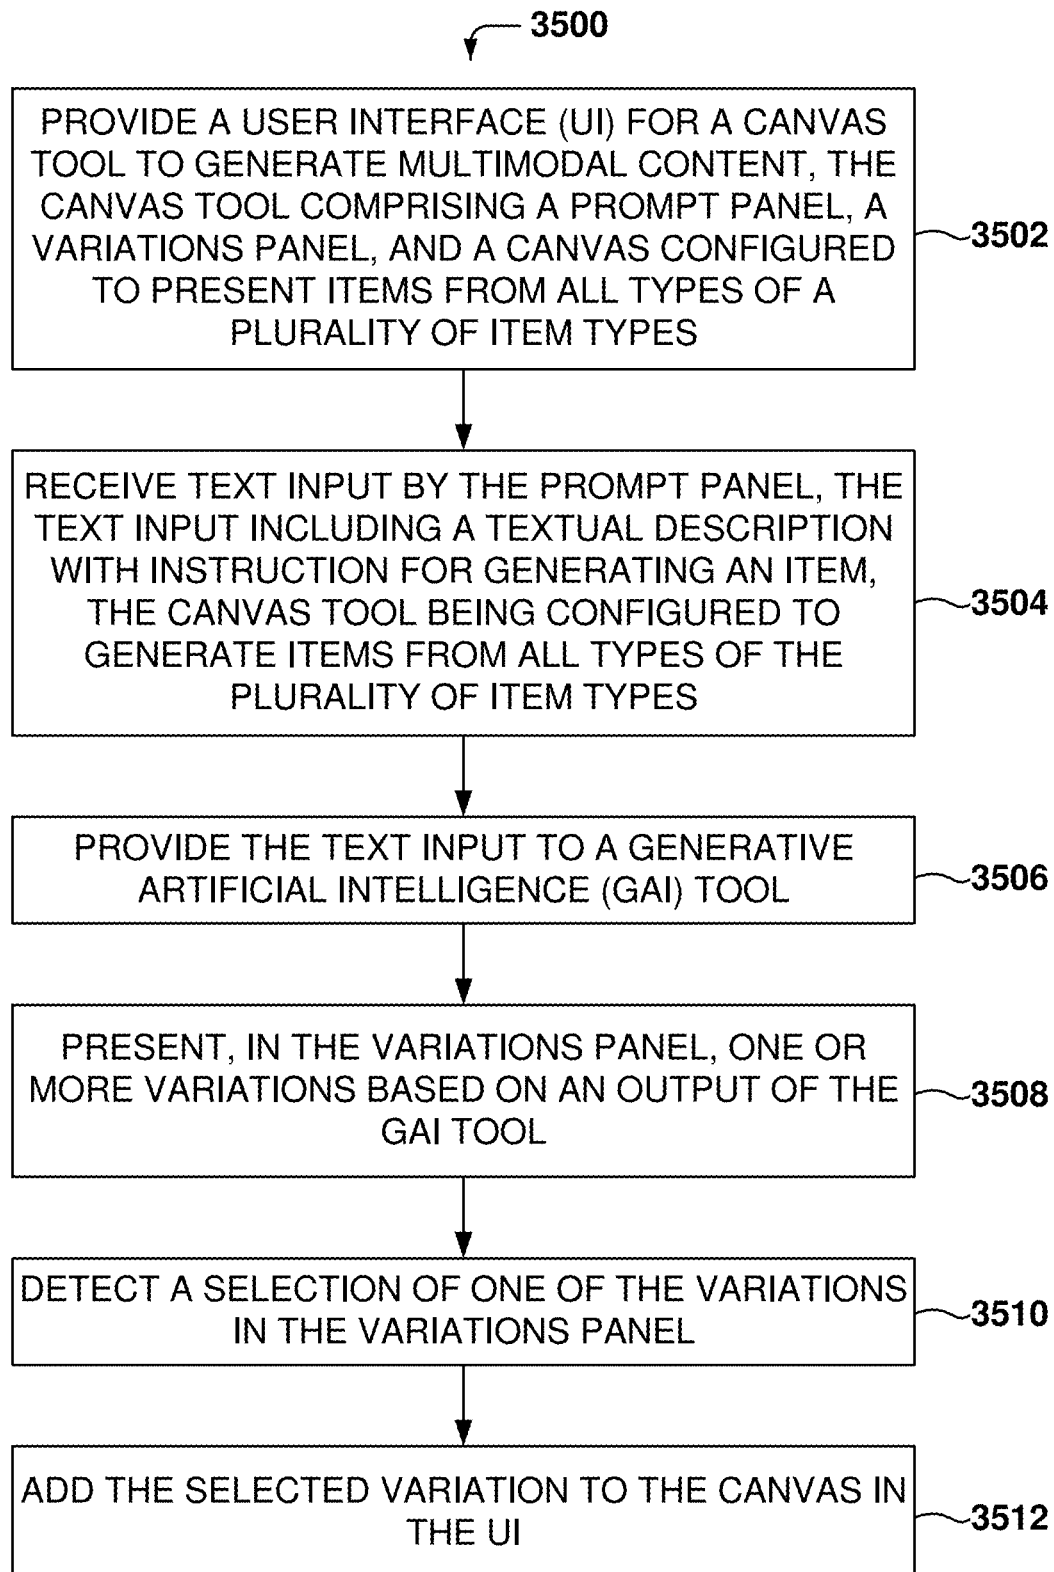 3500
PROVIDE A USER INTERFACE (UI) FOR A CANVAS
TOOL TO GENERATE MULTIMODAL CONTENT, THE
CANVAS TOOL COMPRISING A PROMPT PANEL, A
VARIATIONS PANEL, AND A CANVAS CONFIGURED
TO PRESENT ITEMS FROM ALL TYPES OF A
PLURALITY OF ITEM TYPES
3502
RECEIVE TEXT INPUT BY THE PROMPT PANEL, THE
TEXT INPUT INCLUDING A TEXTUAL DESCRIPTION
WITH INSTRUCTION FOR GENERATING AN ITEM,
THE CANVAS TOOL BEING CONFIGURED TO
GENERATE ITEMS FROM ALL TYPES OF THE
PLURALITY OF ITEM TYPES
3504
PROVIDE THE TEXT INPUT TO A GENERATIVE
ARTIFICIAL INTELLIGENCE (GAI) TOOL
3506
PRESENT, IN THE VARIATIONS PANEL, ONE OR
MORE VARIATIONS BASED ON AN OUTPUT OF THE
GAI TOOL
3508
DETECT A SELECTION OF ONE OF THE VARIATIONS
IN THE VARIATIONS PANEL
3510
ADD THE SELECTED VARIATION TO THE CANVAS IN
THE UI
3512